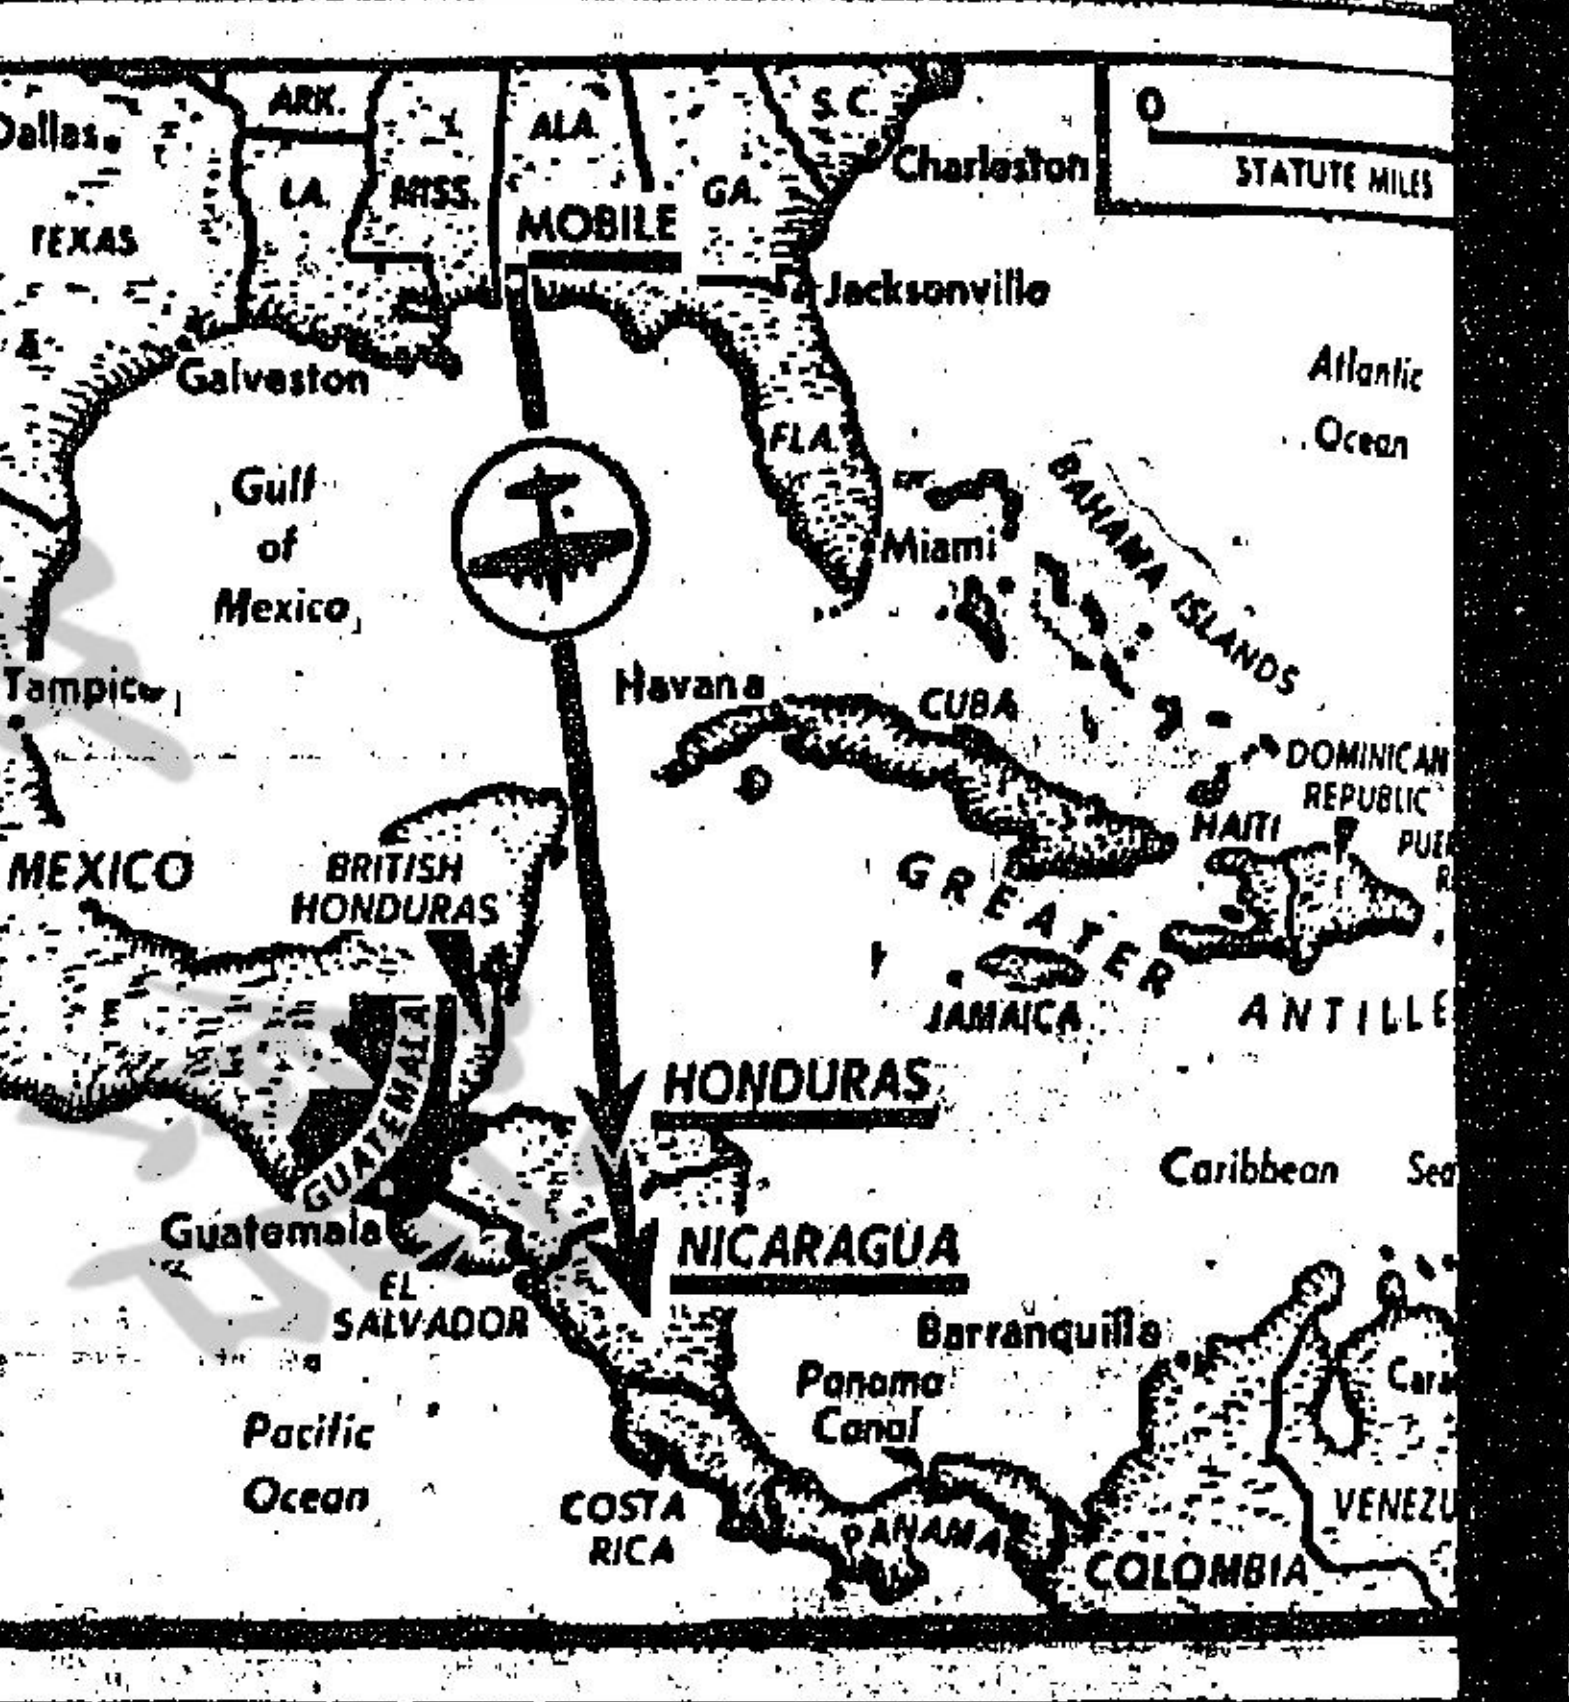 ARK.
ALA.
S.C.
0
Dallas
Charleston
STATUTE MILES
LA.
MISS.
GA.
TEXAS
MOBILE
Jacksonville
Galveston
Atlantic
Ocean
FLA.
Gulf
of
Mexico
BAHAMA ISLANDS
Miami
Tampico
Havana
CUBA
DOMINICAN
REPUBLIC
HAITI
PUE
R
MEXICO
BRITISH
HONDURAS
GREATER
ANTILLE
JAMAICA
GUATEMALA
HONDURAS
Caribbean Sea
Guatemala
NICARAGUA
EL
SALVADOR
Barranquilla
Panama
Canal
Cara
Pacific
Ocean
COSTA
RICA
PANAMA
VENEZU
COLOMBIA